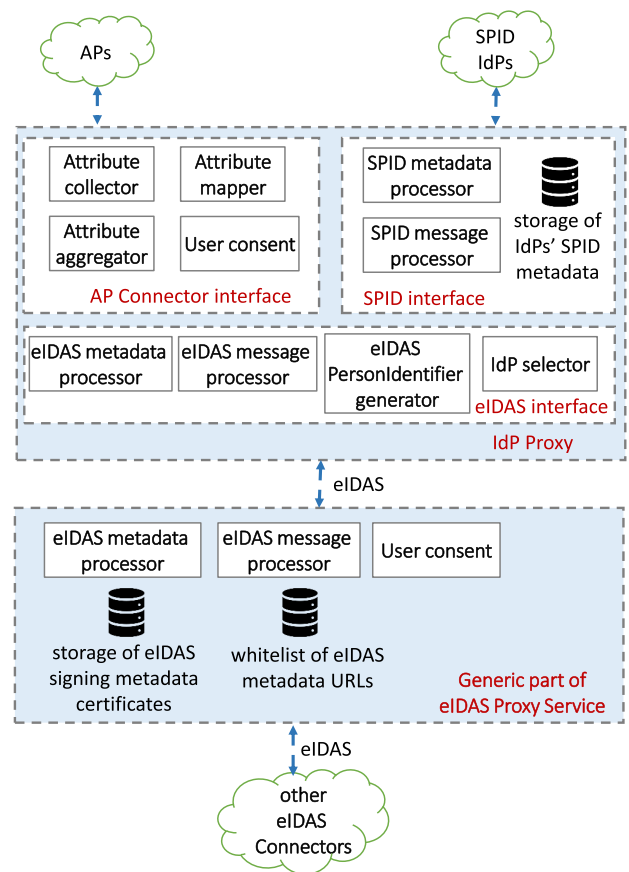 APs
SPID
IdPs
Attribute
collector
Attribute
mapper
Attribute
aggregator
User consent
AP Connector interface
SPID metadata
processor
SPID message
processor
storage of
IdPs' SPID
metadata
SPID interface
eIDAS metadata
processor
eIDAS message
processor
eIDAS
PersonIdentifier
generator
IdP selector
eIDAS interface
IdP Proxy
eIDAS
eIDAS metadata
processor
eIDAS message
processor
User consent
storage of eIDAS
signing metadata
certificates
whitelist of eIDAS
metadata URLs
Generic part of
eIDAS Proxy Service
eIDAS
other
eIDAS
Connectors